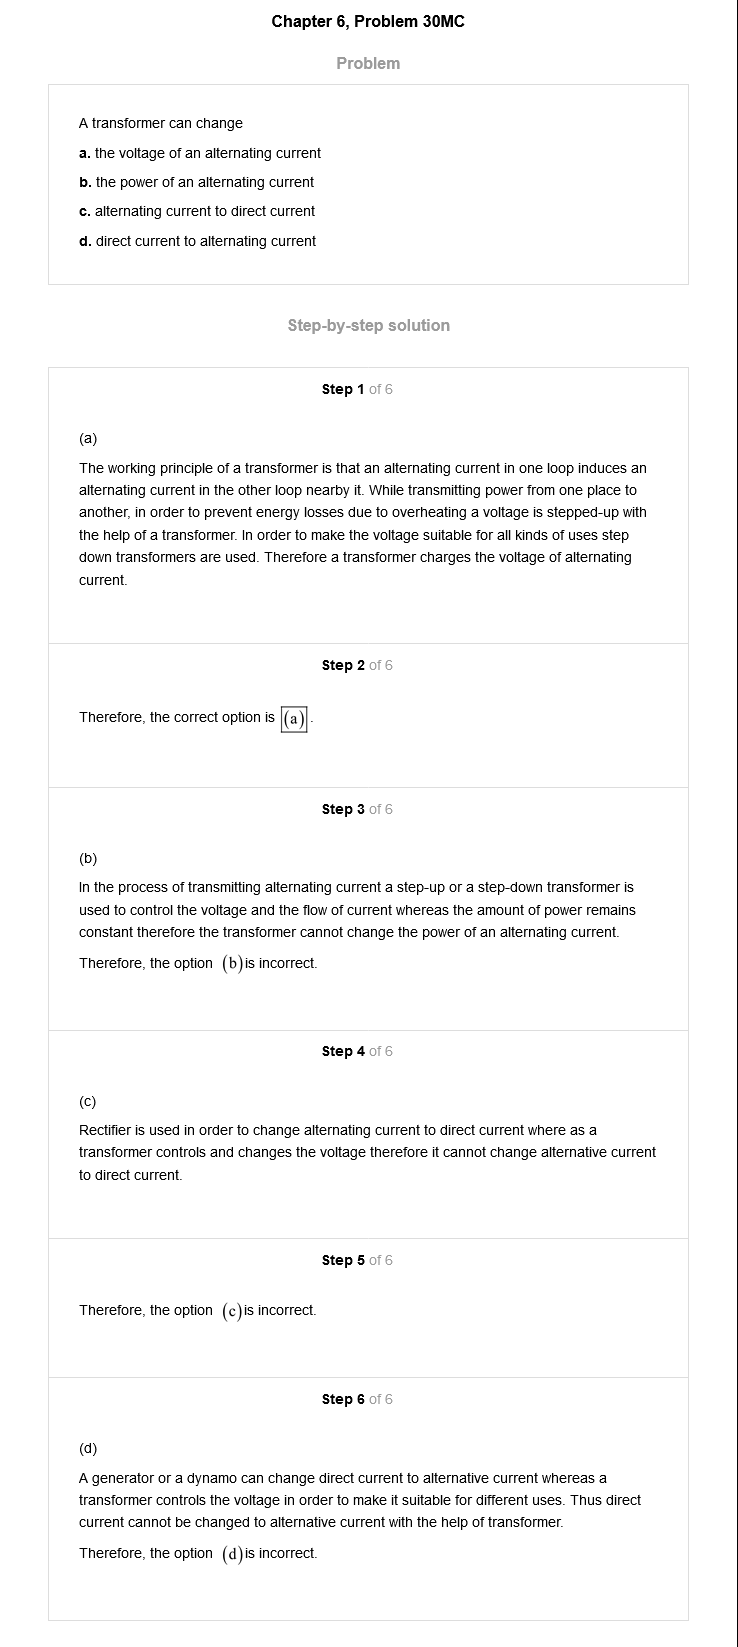 Chapter 6, Problem 30MC
Problem
A transformer can change
a. the voltage of an alternating current
b. the power of an alternating current
c. alternating current to direct current
d. direct current to alternating current
Step-by-step solution
Step 1 of 6
(a)
The working principle of a transformer is that an alternating current in one loop induces an
alternating current in the other loop nearby it. While transmitting power from one place to
another, in order to prevent energy losses due to overheating a voltage is stepped-up with
the help of a transformer. In order to make the voltage suitable for all kinds of uses step
down transformers are used. Therefore a transformer charges the voltage of alternating
current.
Step 2 of 6
Therefore, the correct option is (a).
Step 3 of 6
(b)
In the process of transmitting alternating current a step-up or a step-down transformer is
used to control the voltage and the flow of current whereas the amount of power remains
constant therefore the transformer cannot change the power of an alternating current.
Therefore, the option (b)is incorrect.
Step 4 of 6
(c)
Rectifier is used in order to change alternating current to direct current where as a
transformer controls and changes the voltage therefore it cannot change alternative current
to direct current.
Step 5 of 6
Therefore, the option (c)is incorrect.
Step 6 of 6
(d)
A generator or a dynamo can change direct current to alternative current whereas a
transformer controls the voltage in order to make it suitable for different uses. Thus direct
current cannot be changed to alternative current with the help of transformer.
Therefore, the option (d)is incorrect.